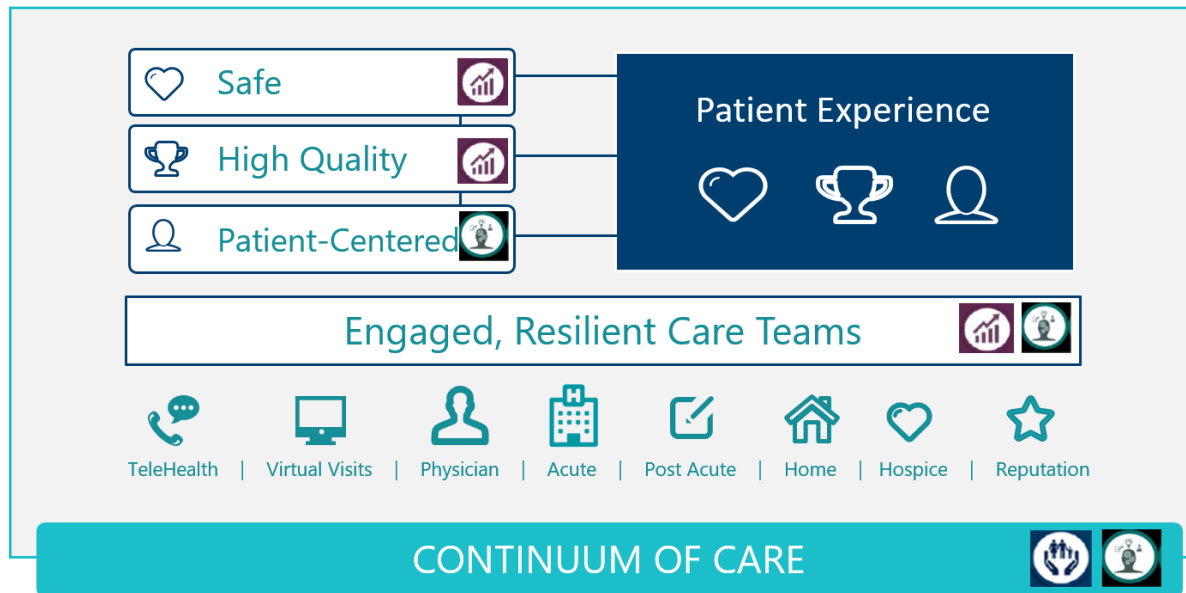 Safe
High Quality
Patient-Centered
Patient Experience
Engaged, Resilient Care Teams
H
TeleHealth | Virtual Visits | Physician | Acute | Post Acute | Home | Hospice | Reputation
CONTINUUM OF CARE